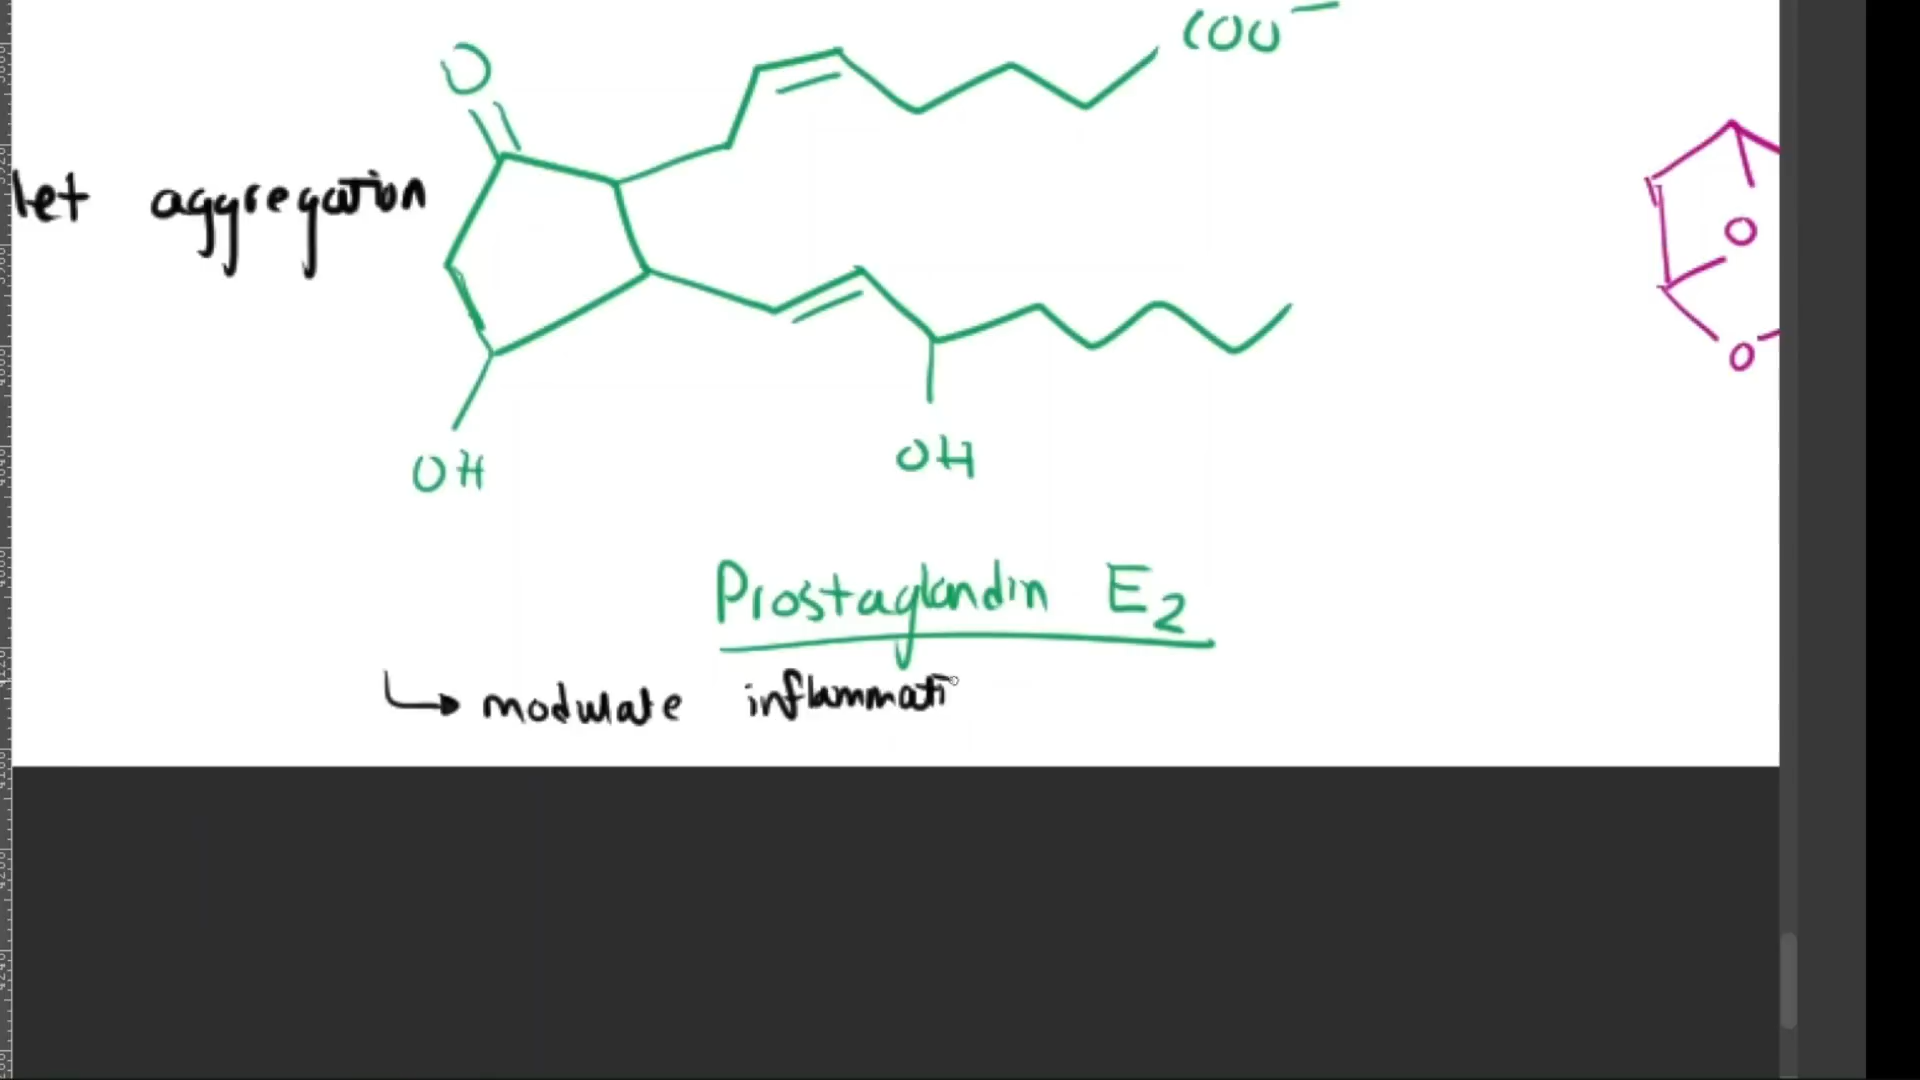 COO⁻
O
let aggregation
O
O
OH
OH
Prostaglandin E₂
↳ modulate inflammati